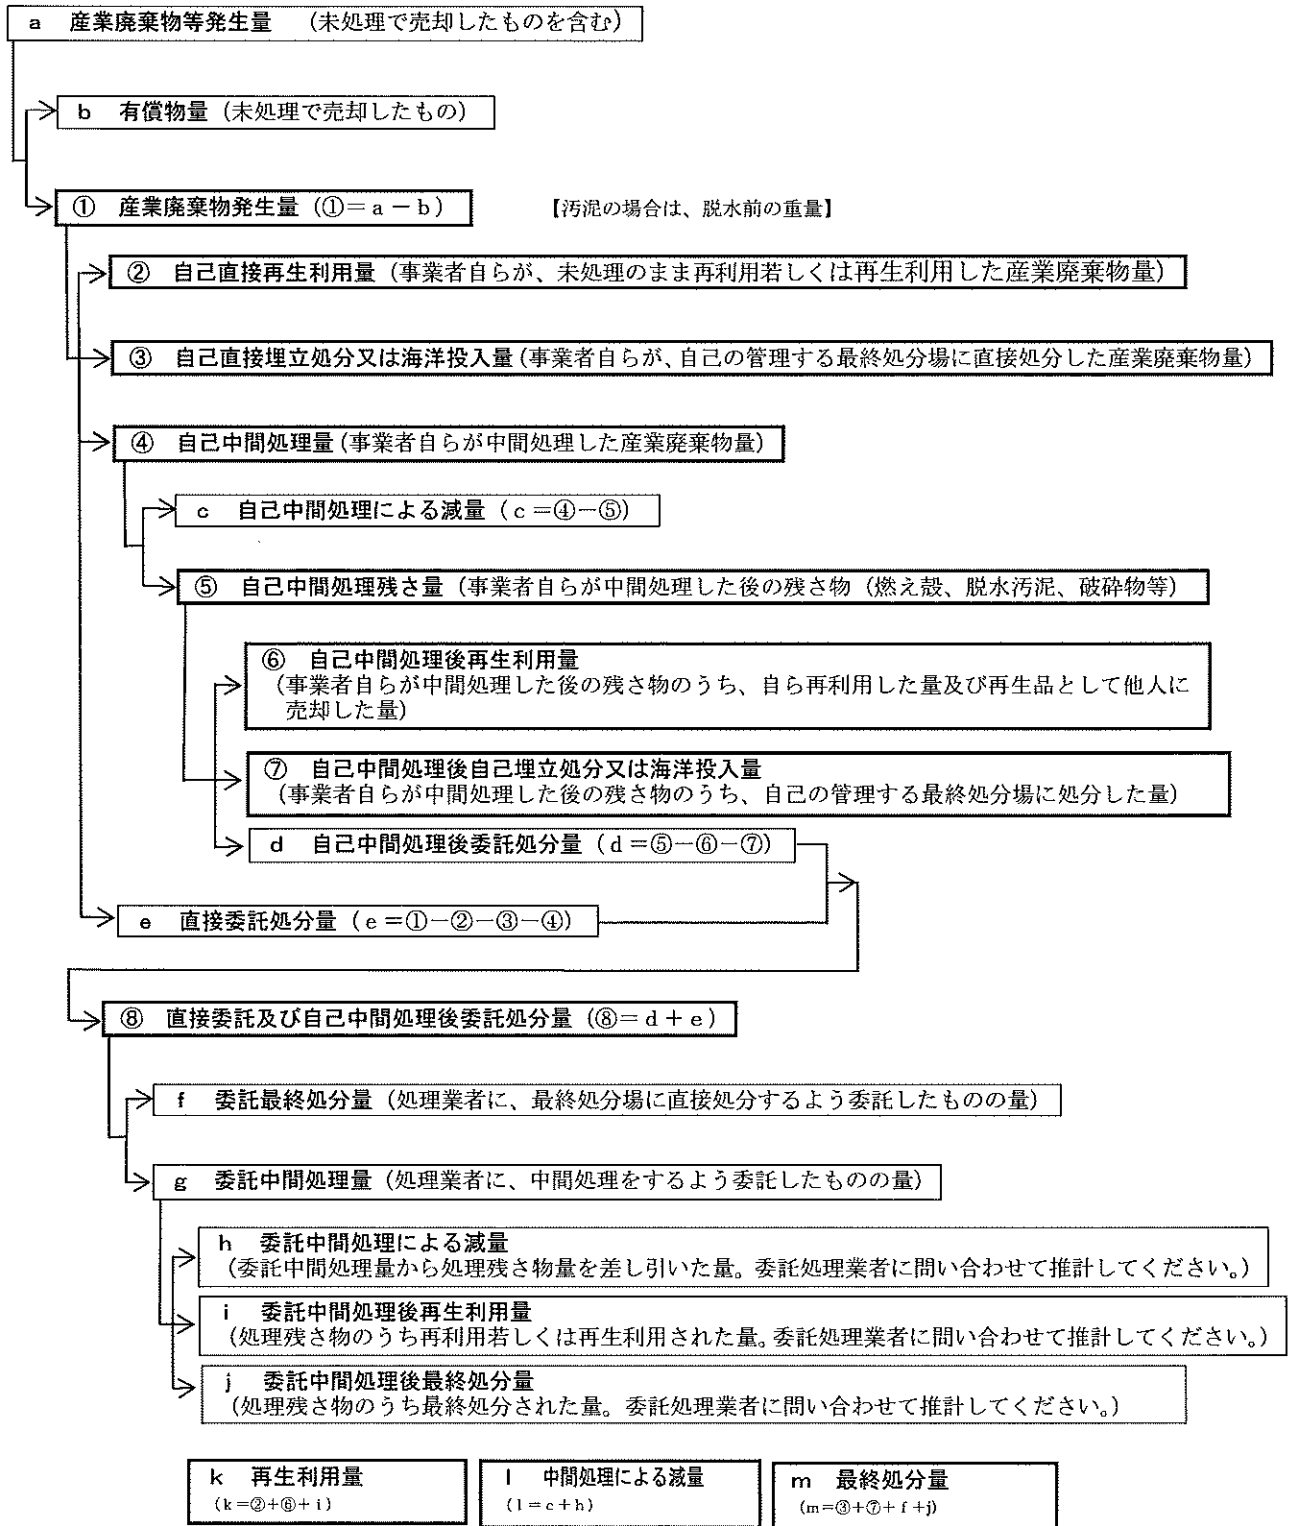 a 産業廃棄物等発生量 (未処理で売却したものを含む)
b 有償物量(未処理で売却したもの)
① 産業廃棄物発生量(①=a-b) 【汚泥の場合は、脱水前の重量】
② 自己直接再生利用量(事業者自らが、未処理のまま再利用若しくは再生利用した産業廃棄物量)
③ 自己直接埋立処分又は海洋投入量(事業者自らが、自己の管理する最終処分場に直接処分した産業廃棄物量)
④ 自己中間処理量(事業者自らが中間処理した産業廃棄物量)
c 自己中間処理による減量(c=④-⑤)
⑤ 自己中間処理残さ量(事業者自らが中間処理した後の残さ物(燃え殻、脱水汚泥、破砕物等)
⑥ 自己中間処理後再生利用量
(事業者自らが中間処理した後の残さ物のうち、自ら再利用した量及び再生品として他人に
売却した量)
⑦ 自己中間処理後自己埋立処分又は海洋投入量
(事業者自らが中間処理した後の残さ物のうち、自己の管理する最終処分場に処分した量)
d 自己中間処理後委託処分量(d=⑤-⑥-⑦)
e 直接委託処分量(e=①-②-③-④)
⑧ 直接委託及び自己中間処理後委託処分量(⑧=d+e)
f 委託最終処分量(処理業者に、最終処分場に直接処分するよう委託したものの量)
g 委託中間処理量(処理業者に、中間処理をするよう委託したものの量)
h 委託中間処理による減量
(委託中間処理量から処理残さ物量を差し引いた量。委託処理業者に問い合わせて推計してください。)
i 委託中間処理後再生利用量
(処理残さ物のうち再利用若しくは再生利用された量。委託処理業者に問い合わせて推計してください。)
j 委託中間処理後最終処分量
(処理残さ物のうち最終処分された量。委託処理業者に問い合わせて推計してください。)
k 再生利用量
(k=②+⑥+i)
l 中間処理による減量
(l=c+h)
m 最終処分量
(m=③+⑦+f+j)